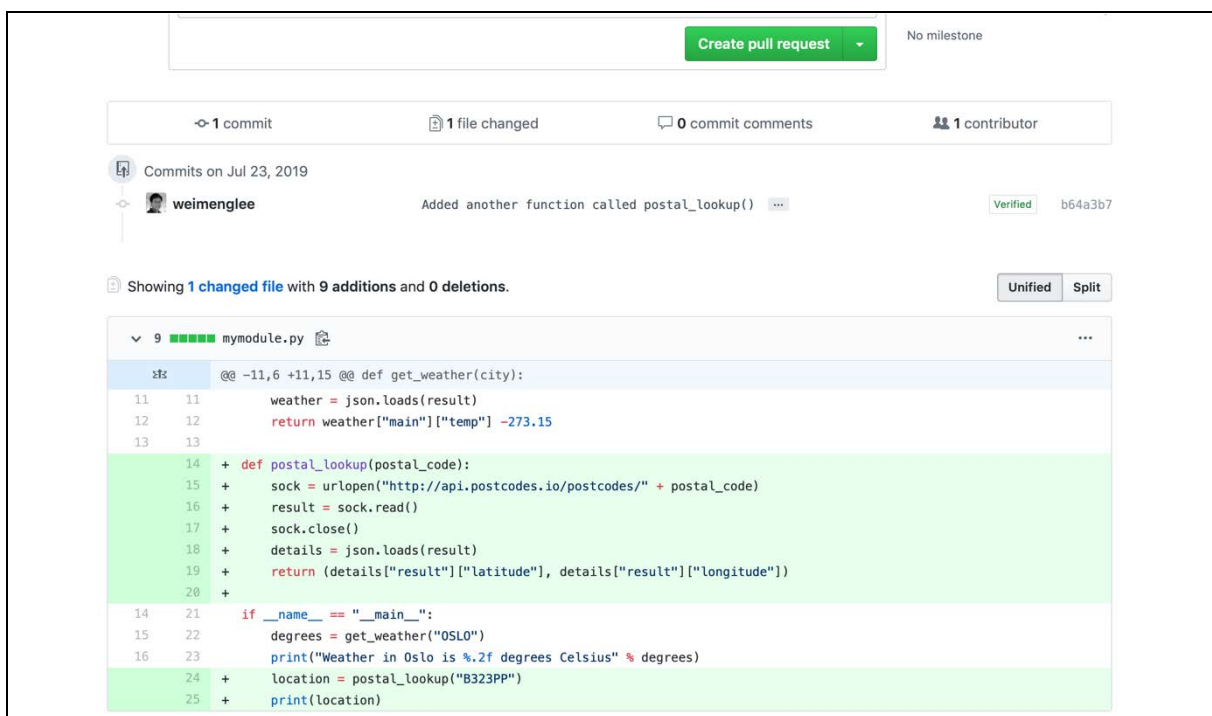 Create pull request
No milestone
1 commit
1 file changed
0 commit comments
1 contributor
Commits on Jul 23, 2019
weimenglee Added another function called postal_lookup() ... Verified b64a3b7
Showing 1 changed file with 9 additions and 0 deletions. Unified Split
9 mymodule.py ...
@@ -11,6 +11,15 @@ def get_weather(city):
11 11 weather = json.loads(result)
12 12 return weather["main"]["temp"] -273.15
13 13
14 + def postal_lookup(postal_code):
15 + sock = urlopen("http://api.postcodes.io/postcodes/" + postal_code)
16 + result = sock.read()
17 + sock.close()
18 + details = json.loads(result)
19 + return (details["result"]["latitude"], details["result"]["longitude"])
20 +
14 21 if __name__ == "__main__":
15 22 degrees = get_weather("OSLO")
16 23 print("Weather in Oslo is %.2f degrees Celsius" % degrees)
24 + location = postal_lookup("B323PP")
25 + print(location)